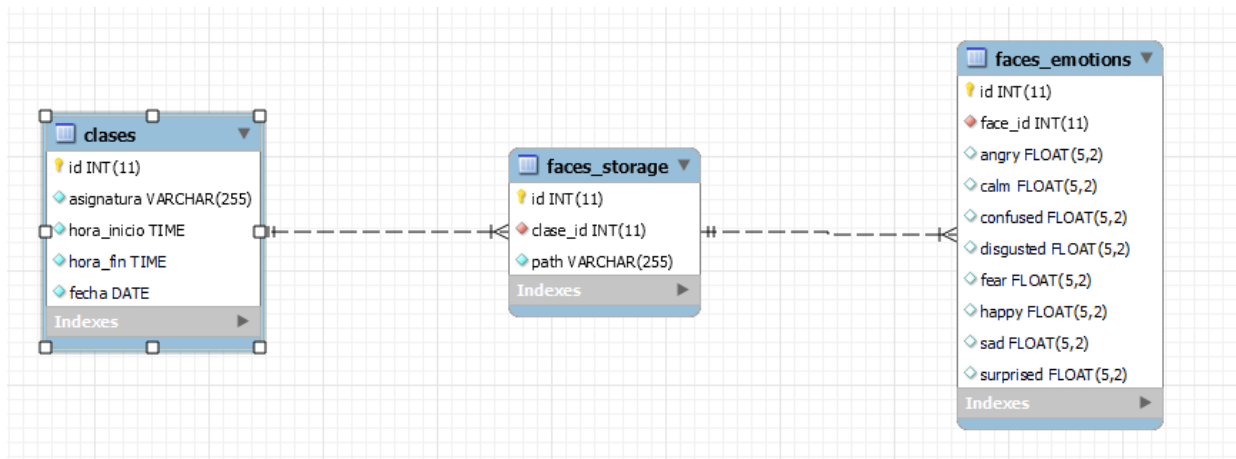 clases
id INT(11)
asignatura VARCHAR(255)
hora_inicio TIME
hora_fin TIME
fecha DATE
Indexes
faces_storage
id INT(11)
clase_id INT(11)
path VARCHAR(255)
Indexes
faces_emotions
id INT(11)
face_id INT(11)
angry FLOAT(5,2)
calm FLOAT(5,2)
confused FLOAT(5,2)
disgusted FLOAT(5,2)
fear FLOAT(5,2)
happy FLOAT(5,2)
sad FLOAT(5,2)
surprised FLOAT(5,2)
Indexes